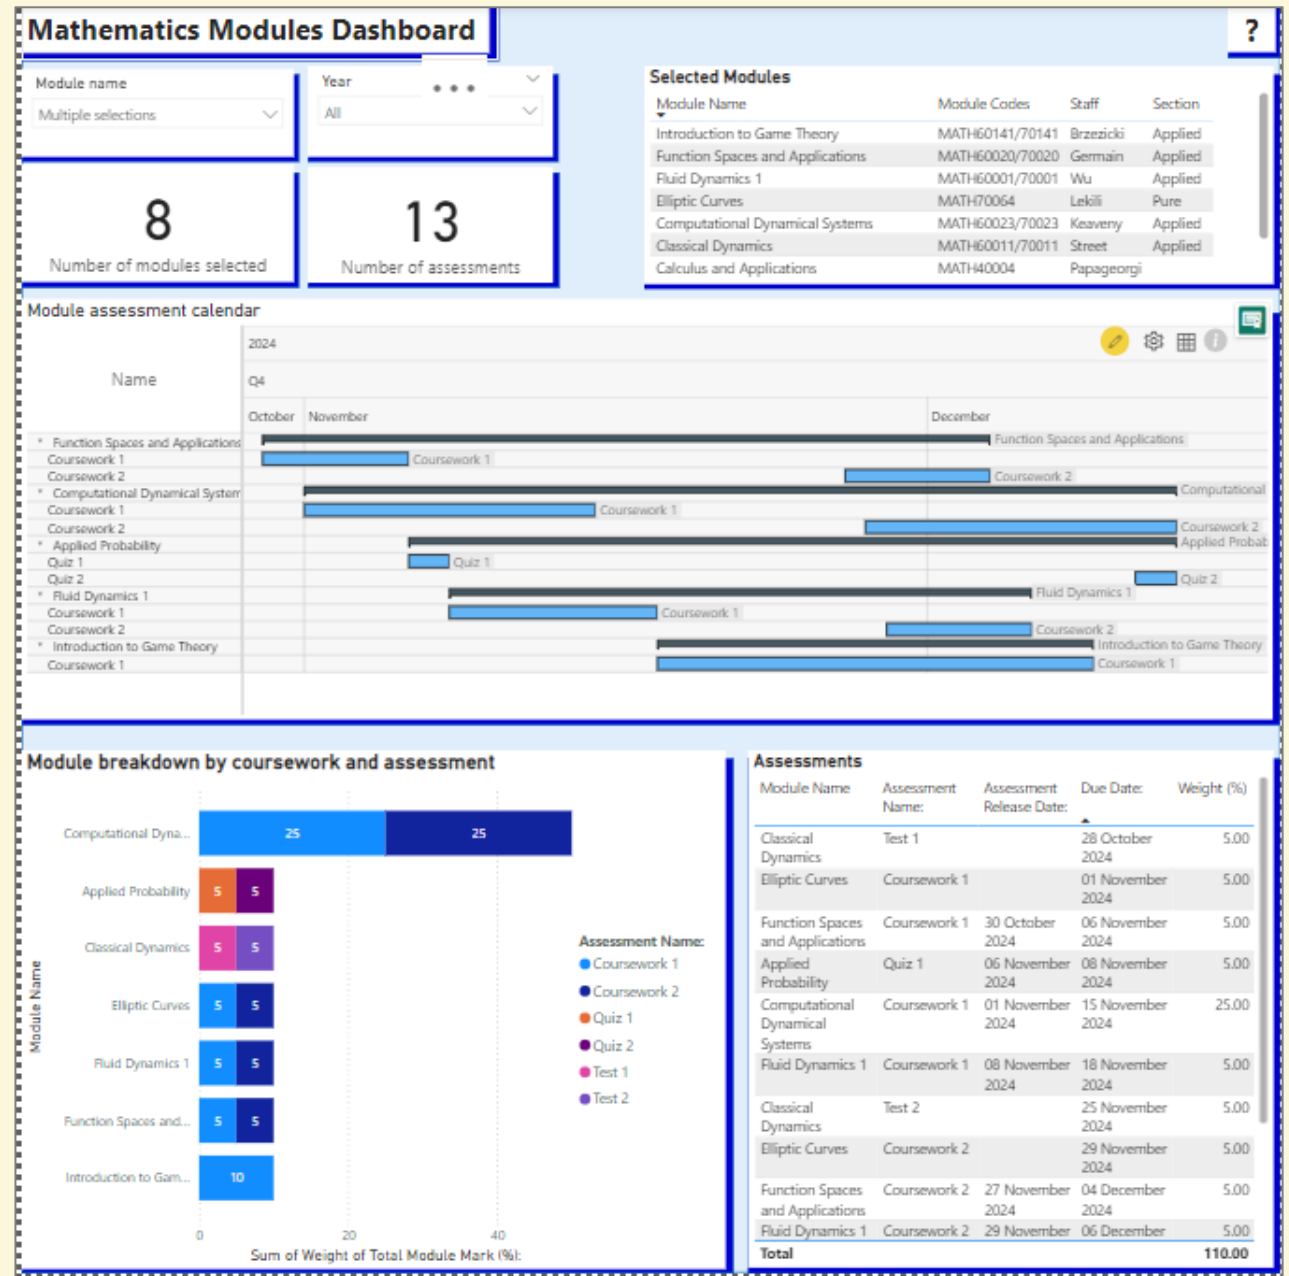 Mathematics Modules Dashboard
?
Module name
Multiple selections
Year
All
8
Number of modules selected
13
Number of assessments
Selected Modules
Module Name Module Codes Staff Section
Introduction to Game Theory MATH60141/70141 Brzezicki Applied
Function Spaces and Applications MATH60020/70020 Germain Applied
Fluid Dynamics 1 MATH60001/70001 Wu Applied
Elliptic Curves MATH70064 Lekili Pure
Computational Dynamical Systems MATH60023/70023 Keaveny Applied
Classical Dynamics MATH60011/70011 Street Applied
Calculus and Applications MATH40004 Papageorgi
Module assessment calendar
2024
Name
Q4
October November December
Function Spaces and Applications Function Spaces and Applications
Coursework 1 Coursework 1
Coursework 2 Coursework 2
Computational Dynamical System Computational
Coursework 1 Coursework 1
Coursework 2 Coursework 2
Applied Probability Applied Probab
Quiz 1 Quiz 1
Quiz 2 Quiz 2
Fluid Dynamics 1 Fluid Dynamics 1
Coursework 1 Coursework 1
Coursework 2 Coursework 2
Introduction to Game Theory Introduction to Game Theory
Coursework 1 Coursework 1
Module breakdown by coursework and assessment
Module Name
Computational Dyna... 25 25
Applied Probability 5 5
Classical Dynamics 5 5
Elliptic Curves 5 5
Fluid Dynamics 1 5 5
Function Spaces and... 5 5
Introduction to Gam... 10
0 20 40
Sum of Weight of Total Module Mark (%):
Assessment Name:
Coursework 1
Coursework 2
Quiz 1
Quiz 2
Test 1
Test 2
Assessments
Module Name Assessment Assessment Due Date: Weight (%)
Name: Release Date:
Classical Test 1 28 October 5.00
Dynamics 2024
Elliptic Curves Coursework 1 01 November 5.00
2024
Function Spaces Coursework 1 30 October 06 November 5.00
and Applications 2024 2024
Applied Quiz 1 06 November 08 November 5.00
Probability 2024 2024
Computational Coursework 1 01 November 15 November 25.00
Dynamical 2024 2024
Systems
Fluid Dynamics 1 Coursework 1 08 November 18 November 5.00
2024 2024
Classical Test 2 25 November 5.00
Dynamics 2024
Elliptic Curves Coursework 2 29 November 5.00
2024
Function Spaces Coursework 2 27 November 04 December 5.00
and Applications 2024 2024
Fluid Dynamics 1 Coursework 2 29 November 06 December 5.00
Total 110.00